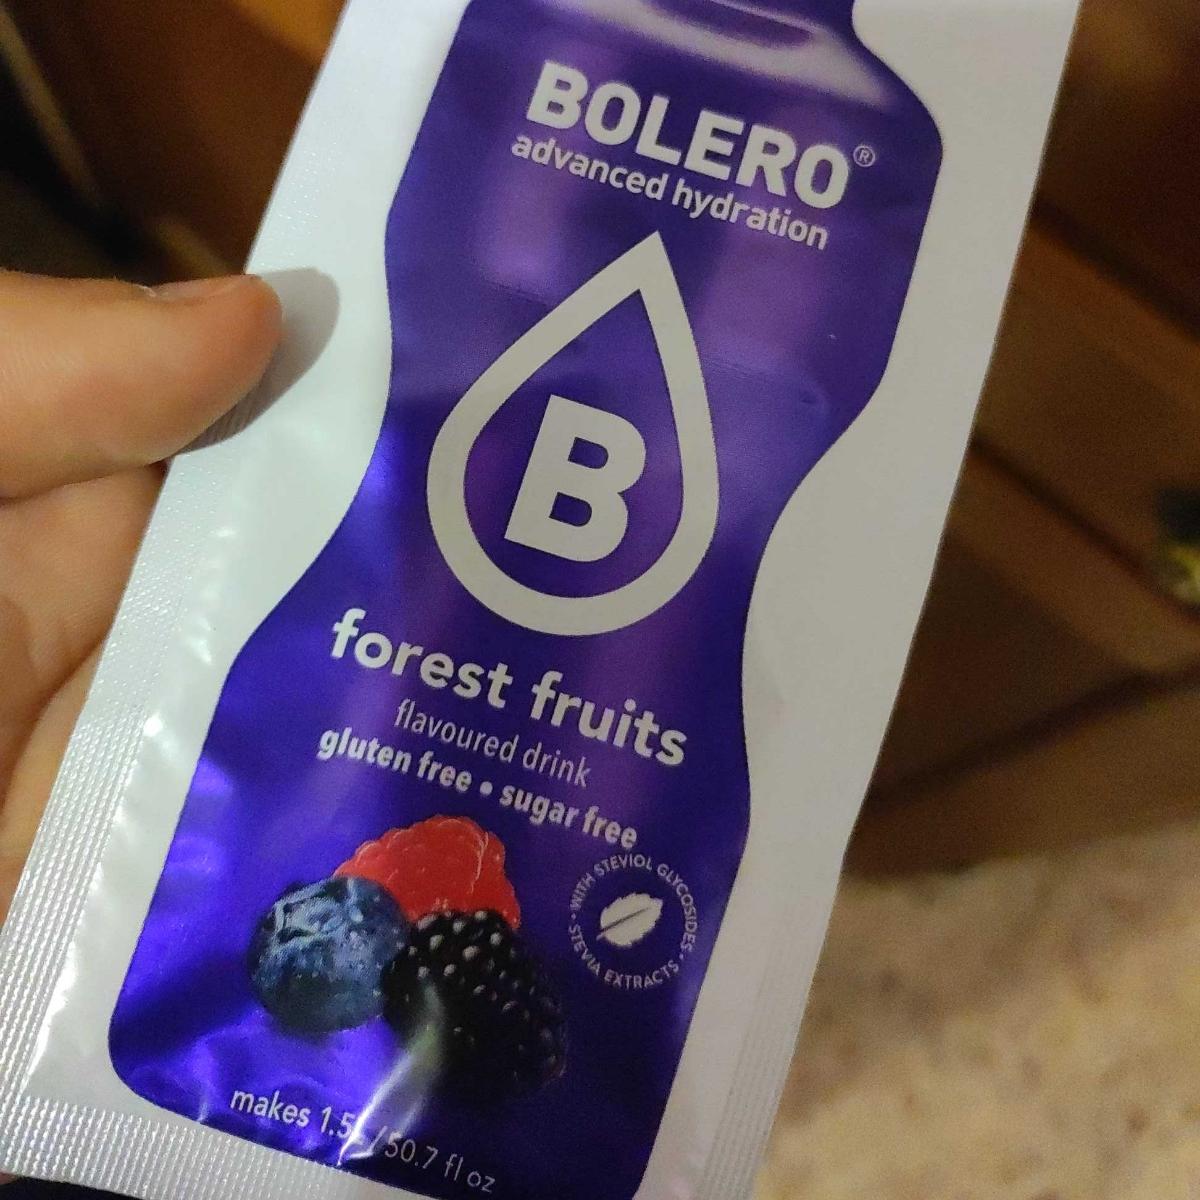 BOLERO®
advanced hydration
B
forest fruits
flavoured drink
gluten free • sugar free
WITH STEVIOL GLYCOSIDES • STEVIA EXTRACTS •
makes 1.5L/50.7 fl oz